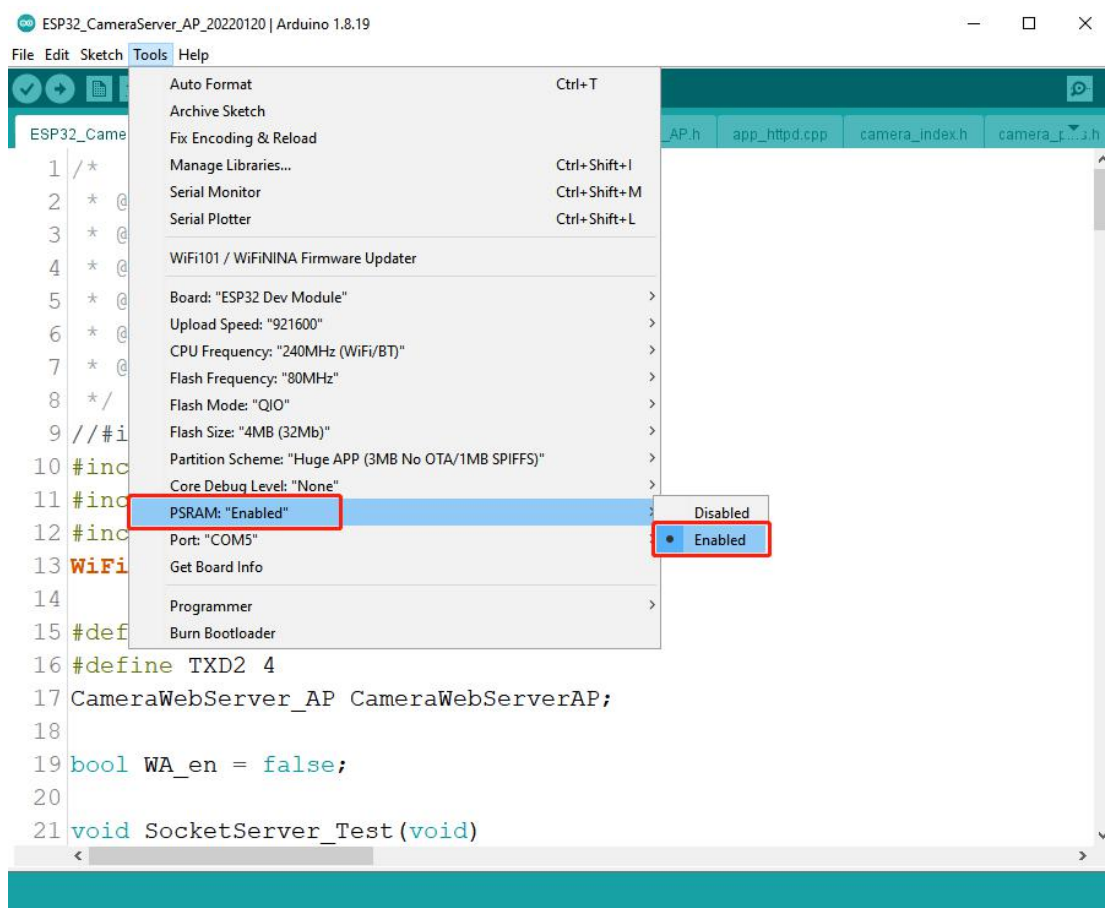 ESP32_CameraServer_AP_20220120 | Arduino 1.8.19
File Edit Sketch Tools Help
Auto Format Ctrl+T
Archive Sketch
Fix Encoding & Reload
Manage Libraries... Ctrl+Shift+I
Serial Monitor Ctrl+Shift+M
Serial Plotter Ctrl+Shift+L
WiFi101 / WiFiNINA Firmware Updater
Board: "ESP32 Dev Module"
Upload Speed: "921600"
CPU Frequency: "240MHz (WiFi/BT)"
Flash Frequency: "80MHz"
Flash Mode: "QIO"
Flash Size: "4MB (32Mb)"
Partition Scheme: "Huge APP (3MB No OTA/1MB SPIFFS)"
Core Debug Level: "None"
PSRAM: "Enabled"
Port: "COM5"
Get Board Info
Programmer
Burn Bootloader
Disabled
Enabled
ESP32_Came _AP.h app_httpd.cpp camera_index.h
1 /*
2 * @
3 * @
4 * @
5 * @
6 * @
7 * @
8 */
9 //#i
10 #inc
11 #inc
12 #inc
13 WiFi
14
15 #def
16 #define TXD2 4
17 CameraWebServer_AP CameraWebServerAP;
18
19 bool WA_en = false;
20
21 void SocketServer_Test(void)